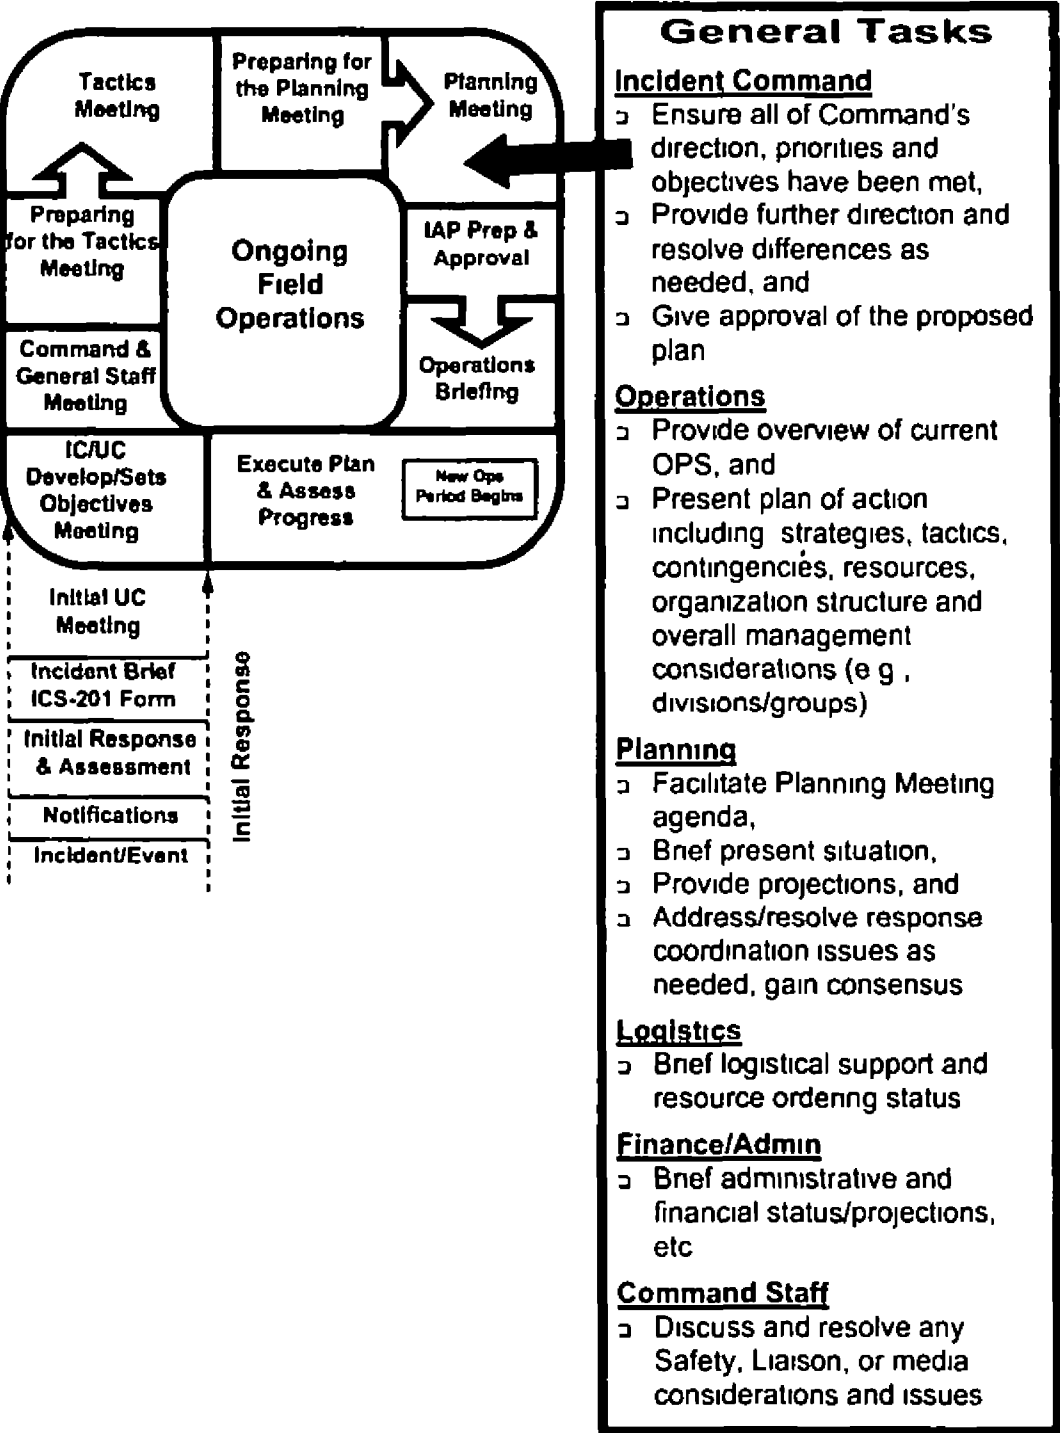 Tactics
Meeting
Preparing for
the Planning
Meeting
Planning
Meeting
Preparing
for the Tactics
Meeting
Ongoing
Field
Operations
IAP Prep &
Approval
Command &
General Staff
Meeting
Operations
Briefing
IC/UC
Develop/Sets
Objectives
Meeting
Execute Plan
& Assess
Progress
New Ops
Period Begins
Initial UC
Meeting
Incident Brief
ICS-201 Form
Initial Response
& Assessment
Notifications
Incident/Event
Initial Response
General Tasks
Incident Command
Ensure all of Command's
direction, priorities and
objectives have been met,
Provide further direction and
resolve differences as
needed, and
Give approval of the proposed
plan
Operations
Provide overview of current
OPS, and
Present plan of action
including strategies, tactics,
contingencies, resources,
organization structure and
overall management
considerations (e g ,
divisions/groups)
Planning
Facilitate Planning Meeting
agenda,
Brief present situation,
Provide projections, and
Address/resolve response
coordination issues as
needed, gain consensus
Logistics
Brief logistical support and
resource ordering status
Finance/Admin
Brief administrative and
financial status/projections,
etc
Command Staff
Discuss and resolve any
Safety, Liaison, or media
considerations and issues